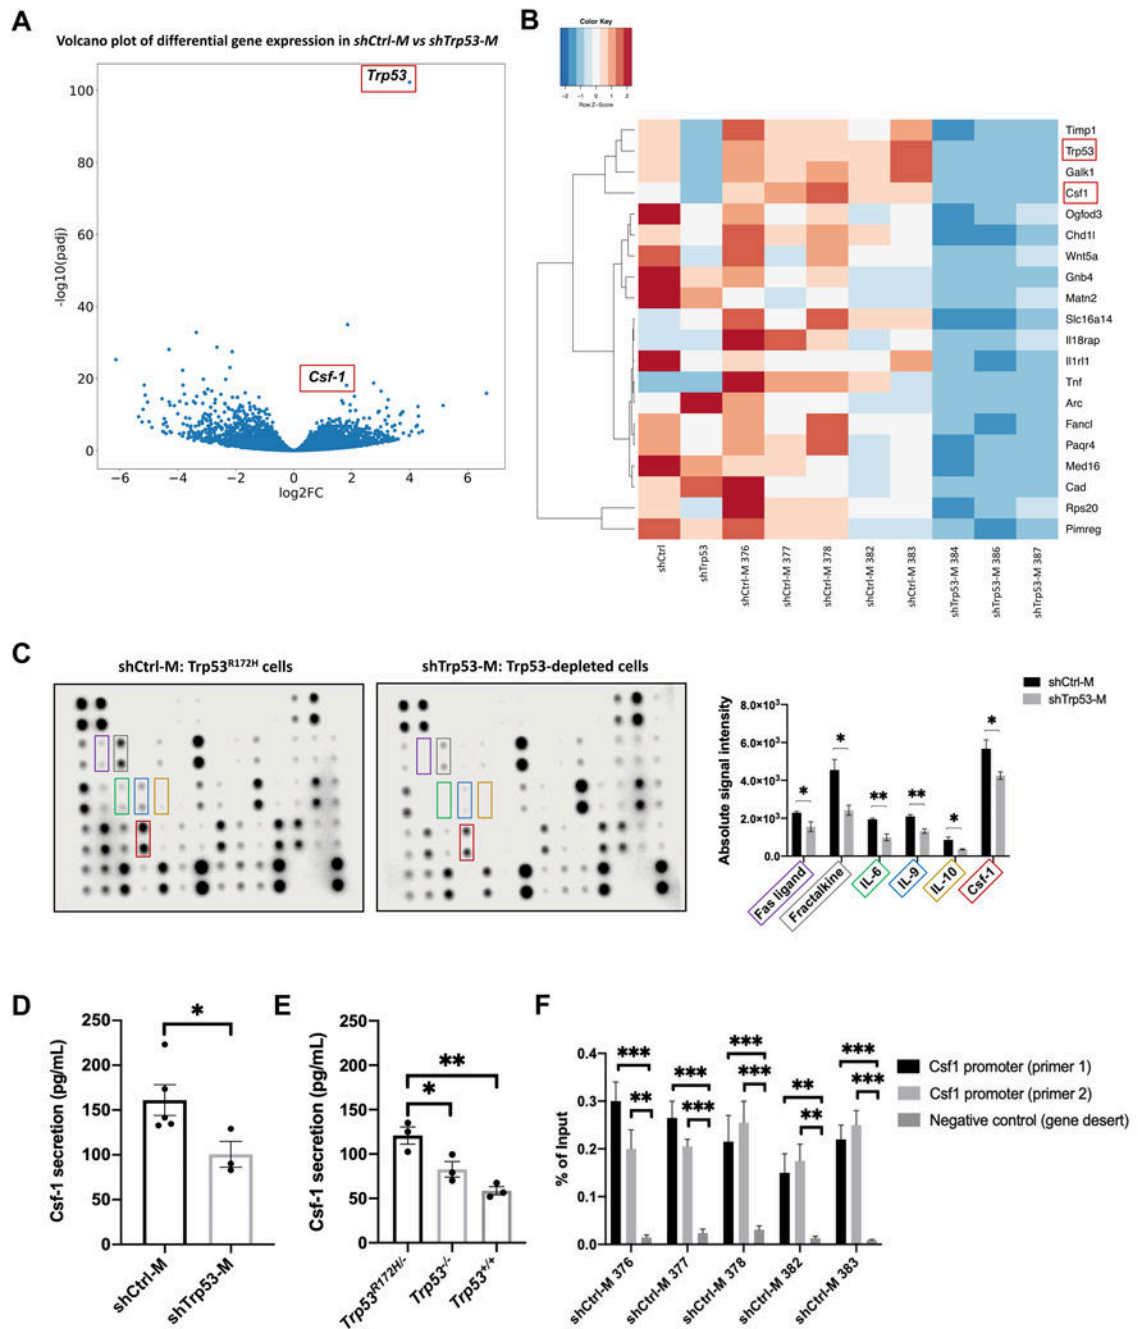 A
Volcano plot of differential gene expression in shCtrl-M vs shTrp53-M
Trp53
Csf-1
100
80
60
40
20
0
-log10(padj)
−6 −4 −2 0 2 4 6
log2FC
B
Color Key
−2 −1 0 1 2
Row Z−Score
Timp1
Trp53
Galk1
Csf1
Ogfod3
Chd1l
Wnt5a
Gnb4
Matn2
Slc16a14
Il18rap
Il1rl1
Tnf
Arc
Fancl
Paqr4
Med16
Cad
Rps20
Pimreg
shCtrl
shTrp53
shCtrl-M 376
shCtrl-M 377
shCtrl-M 378
shCtrl-M 382
shCtrl-M 383
shTrp53-M 384
shTrp53-M 386
shTrp53-M 387
C
shCtrl-M: Trp53R172H cells
shTrp53-M: Trp53-depleted cells
shCtrl-M
shTrp53-M
Absolute signal intensity
8.0×10³
6.0×10³
4.0×10³
2.0×10³
0.0
* * ** ** * *
Fas ligand
Fractalkine
IL-6
IL-9
IL-10
Csf-1
D
Csf-1 secretion (pg/mL)
250
200
150
100
50
0
*
shCtrl-M
shTrp53-M
E
Csf-1 secretion (pg/mL)
250
200
150
100
50
0
**
*
Trp53R172H/-
Trp53-/-
Trp53+/+
F
% of Input
0.4
0.3
0.2
0.1
0.0
*** *** *** ** ***
** *** *** ** ***
shCtrl-M 376
shCtrl-M 377
shCtrl-M 378
shCtrl-M 382
shCtrl-M 383
Csf1 promoter (primer 1)
Csf1 promoter (primer 2)
Negative control (gene desert)